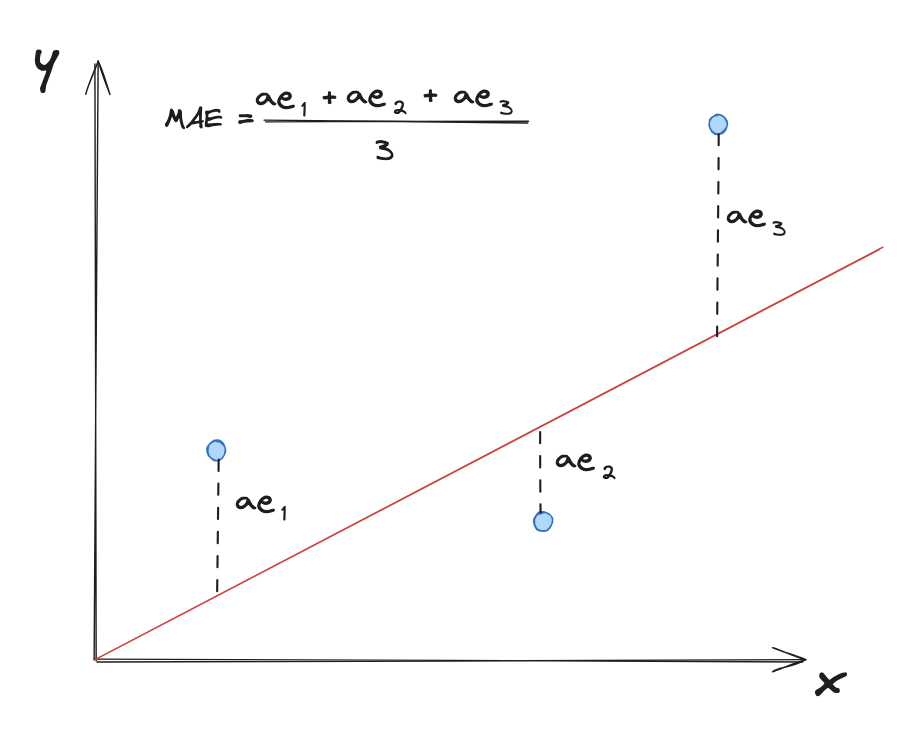 y
MAE = ae₁ + ae₂ + ae₃
3
ae₃
ae₂
ae₁
x